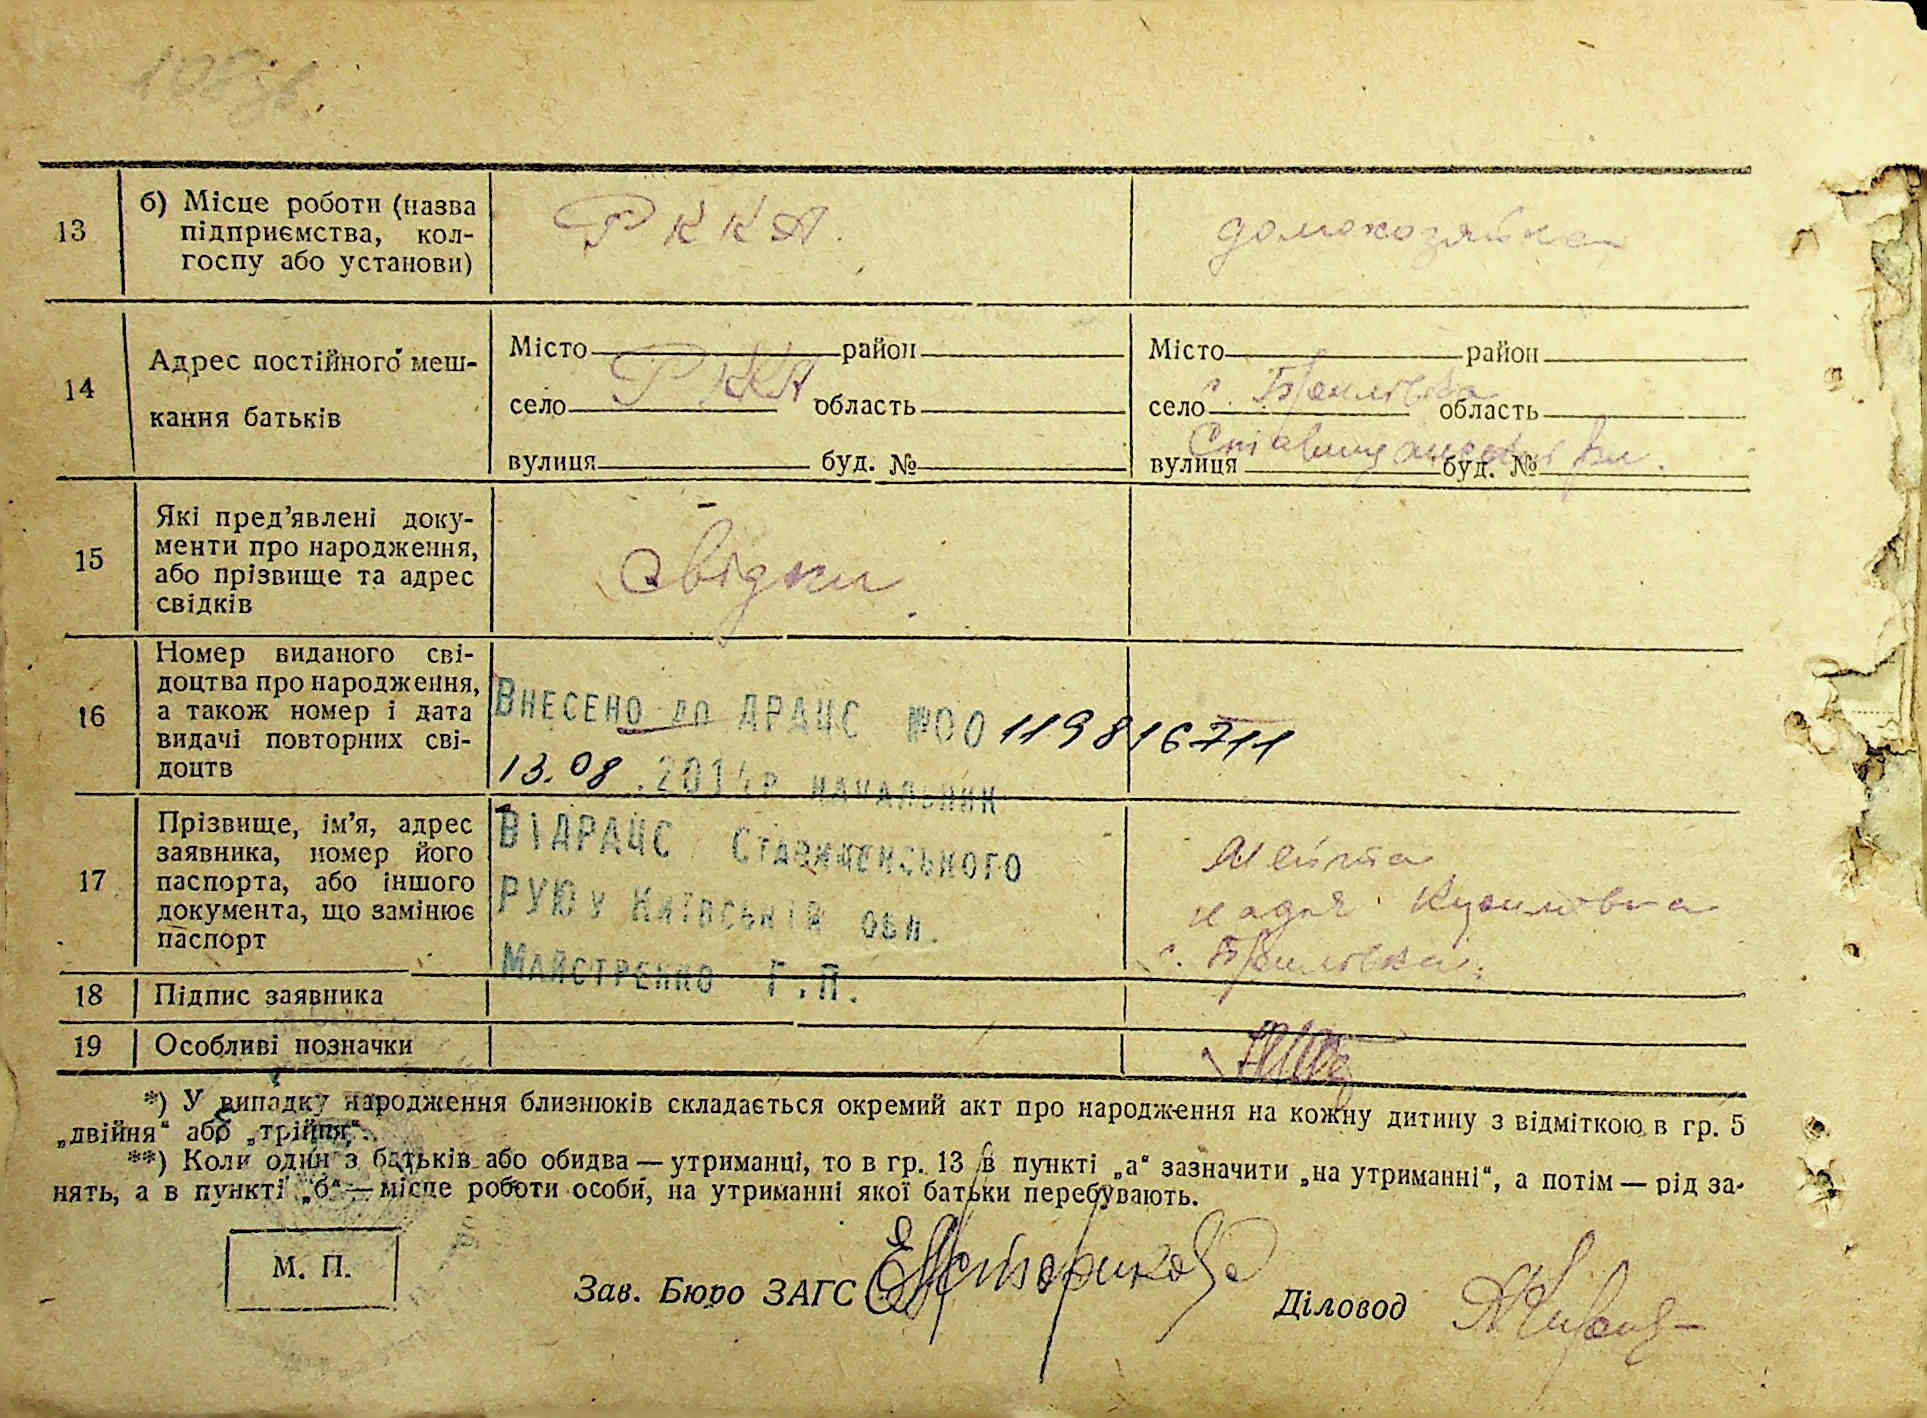 13
б) Місце роботи (назва
підприємства, кол-
госпу або установи)
РККА.
домохозяйка
14
Адрес постійного меш-
кання батьків
Місто район
село РККА область
вулиця буд. №
Місто район
село с. область
вулиця буд. №
15
Які пред'явлені доку-
менти про народження,
або прізвище та адрес
свідків
свідки
16
Номер виданого сві-
доцтва про народження,
а також номер і дата
видачі повторних сві-
доцтв
Внесено до ДРАЦС №00119816711
13.08.2014р начальник
ВІДРАЦС Ставищенського
РУЮ у Київській обл.
Майстренко Г.П.
17
Прізвище, ім'я, адрес
заявника, номер його
паспорта, або іншого
документа, що замінює
паспорт
с.
18
Підпис заявника
19
Особливі позначки
*) У випадку народження близнюків складається окремий акт про народження на кожну дитину з відміткою в гр. 5
„двійня“ або „трійня“.
**) Коли один з батьків або обидва — утриманці, то в гр. 13 в пункті „а“ зазначити „на утриманні“, а потім — рід за-
нять, а в пункті „б“ — місце роботи особи, на утриманні якої батьки перебувають.
М. П.
Зав. Бюро ЗАГС
Діловод